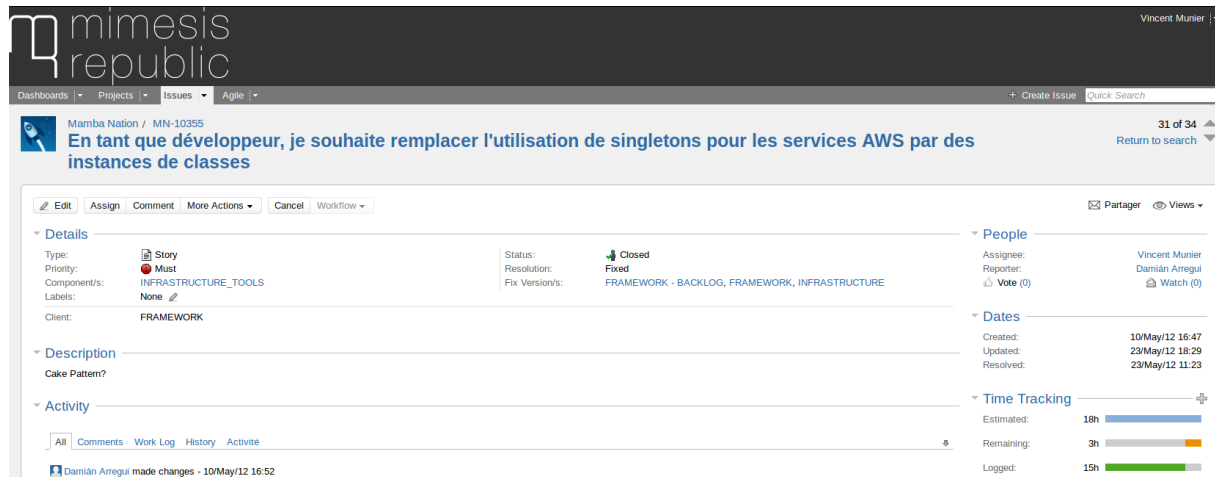 mimesis
republic
Vincent Munier
Dashboards Projects Issues Agile + Create Issue Quick Search
Mamba Nation / MN-10355
En tant que développeur, je souhaite remplacer l'utilisation de singletons pour les services AWS par des
instances de classes
31 of 34
Return to search
Edit Assign Comment More Actions Cancel Workflow
Partager Views
Details
Type: Story
Priority: Must
Component/s: INFRASTRUCTURE_TOOLS
Labels: None
Client: FRAMEWORK
Status: Closed
Resolution: Fixed
Fix Version/s: FRAMEWORK - BACKLOG, FRAMEWORK, INFRASTRUCTURE
Description
Cake Pattern?
Activity
All Comments Work Log History Activité
Damián Arregui made changes - 10/May/12 16:52
People
Assignee: Vincent Munier
Reporter: Damián Arregui
Vote (0) Watch (0)
Dates
Created: 10/May/12 16:47
Updated: 23/May/12 18:29
Resolved: 23/May/12 11:23
Time Tracking
Estimated: 18h
Remaining: 3h
Logged: 15h